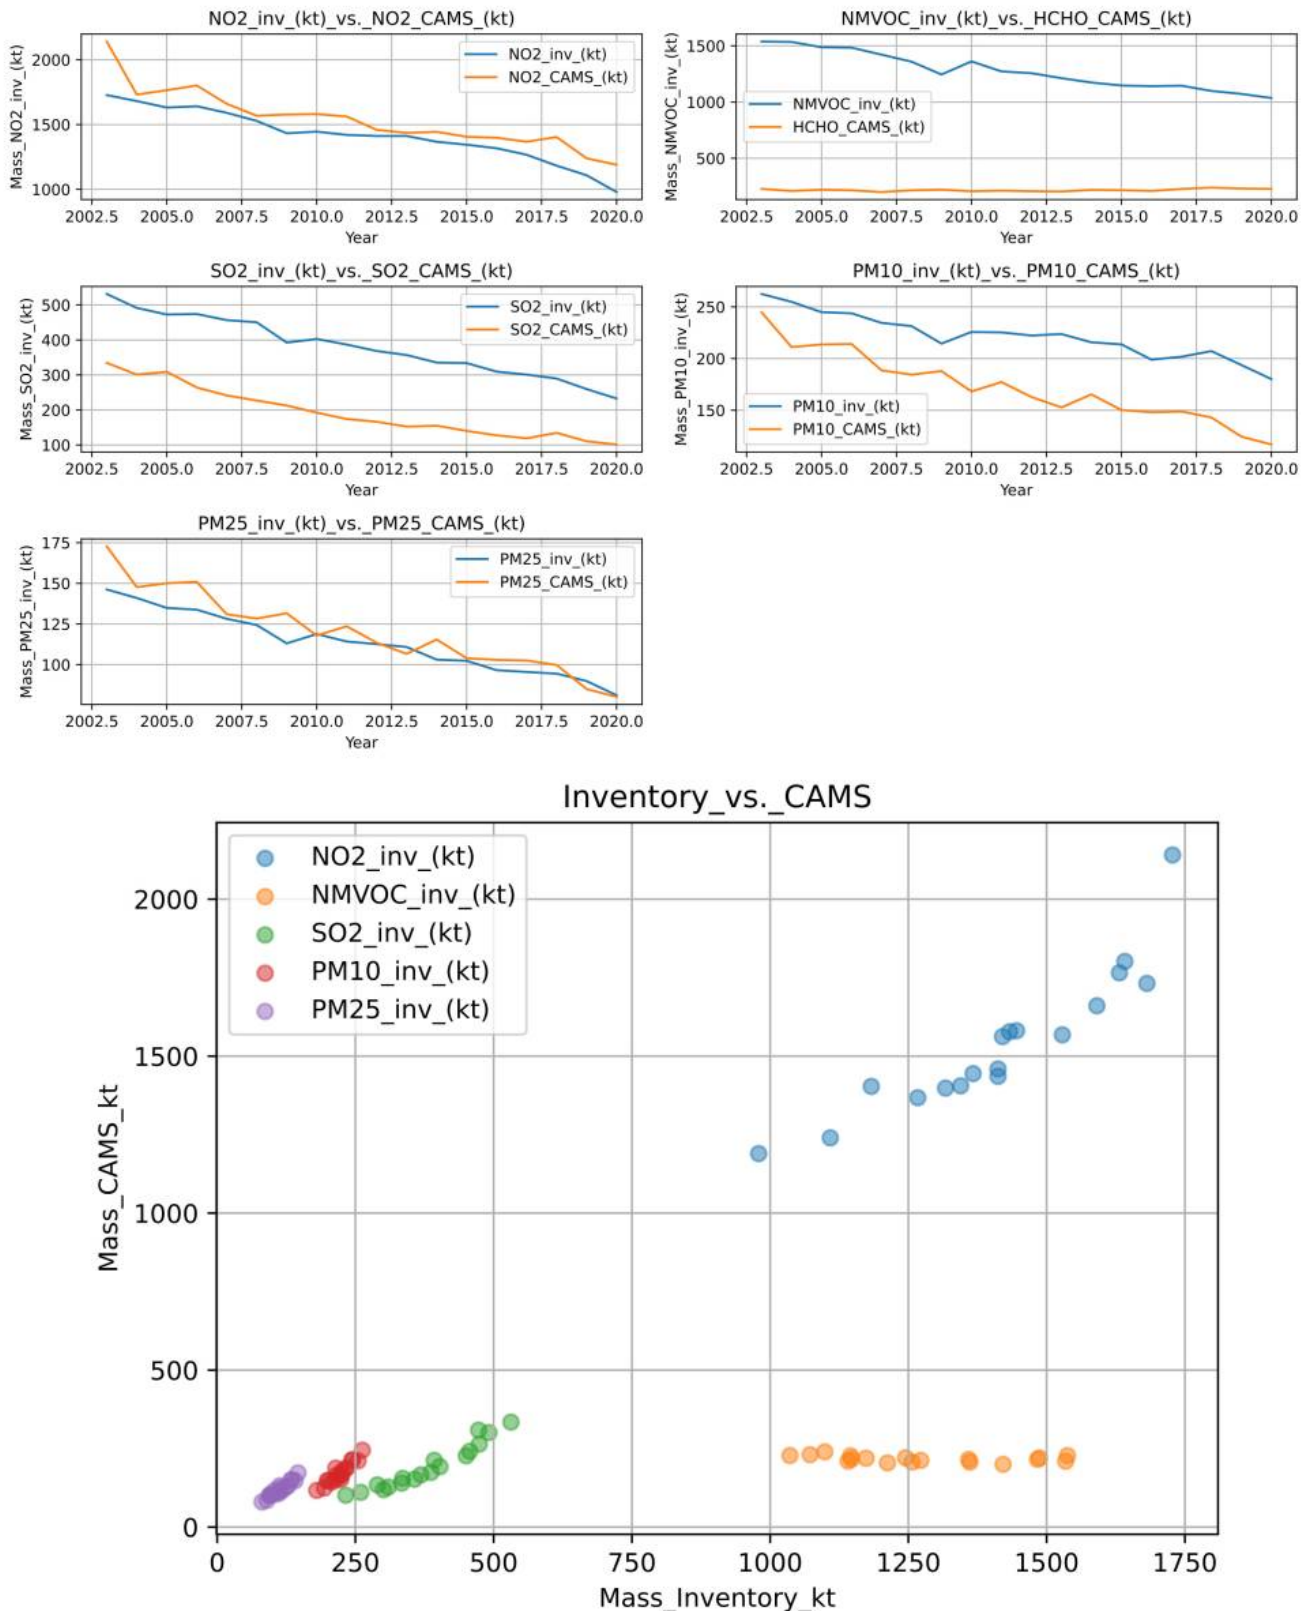 NO2_inv_(kt)_vs._NO2_CAMS_(kt)
Mass_NO2_inv_(kt)
2000
1500
1000
NO2_inv_(kt)
NO2_CAMS_(kt)
2002.5 2005.0 2007.5 2010.0 2012.5 2015.0 2017.5 2020.0
Year
NMVOC_inv_(kt)_vs._HCHO_CAMS_(kt)
Mass_NMVOC_inv_(kt)
1500
1000
500
NMVOC_inv_(kt)
HCHO_CAMS_(kt)
2002.5 2005.0 2007.5 2010.0 2012.5 2015.0 2017.5 2020.0
Year
SO2_inv_(kt)_vs._SO2_CAMS_(kt)
Mass_SO2_inv_(kt)
500
400
300
200
100
SO2_inv_(kt)
SO2_CAMS_(kt)
2002.5 2005.0 2007.5 2010.0 2012.5 2015.0 2017.5 2020.0
Year
PM10_inv_(kt)_vs._PM10_CAMS_(kt)
Mass_PM10_inv_(kt)
250
200
150
PM10_inv_(kt)
PM10_CAMS_(kt)
2002.5 2005.0 2007.5 2010.0 2012.5 2015.0 2017.5 2020.0
Year
PM25_inv_(kt)_vs._PM25_CAMS_(kt)
Mass_PM25_inv_(kt)
175
150
125
100
PM25_inv_(kt)
PM25_CAMS_(kt)
2002.5 2005.0 2007.5 2010.0 2012.5 2015.0 2017.5 2020.0
Year
Inventory_vs._CAMS
Mass_CAMS_kt
2000
1500
1000
500
0
NO2_inv_(kt)
NMVOC_inv_(kt)
SO2_inv_(kt)
PM10_inv_(kt)
PM25_inv_(kt)
0 250 500 750 1000 1250 1500 1750
Mass_Inventory_kt